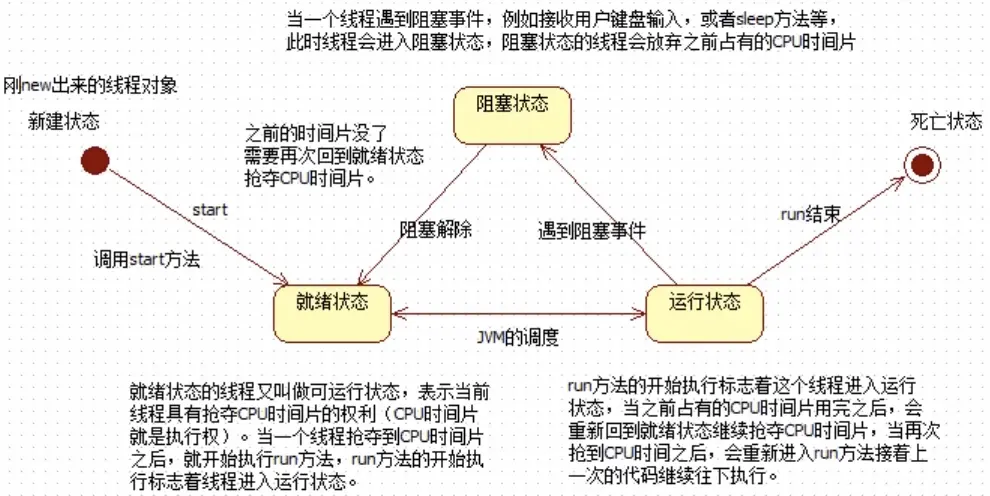 当一个线程遇到阻塞事件，例如接收用户键盘输入，或者sleep方法等，
此时线程会进入阻塞状态，阻塞状态的线程会放弃之前占有的CPU时间片
刚new出来的线程对象
新建状态
阻塞状态
死亡状态
之前的时间片没了
需要再次回到就绪状态
抢夺CPU时间片。
start
run结束
阻塞解除
遇到阻塞事件
调用start方法
就绪状态
运行状态
JVM的调度
就绪状态的线程又叫做可运行状态，表示当前
线程具有抢夺CPU时间片的权利（CPU时间片
就是执行权）。当一个线程抢夺到CPU时间片
之后，就开始执行run方法，run方法的开始执
行标志着线程进入运行状态。
run方法的开始执行标志着这个线程进入运行
状态，当之前占有的CPU时间片用完之后，会
重新回到就绪状态继续抢夺CPU时间片，当再次
抢到CPU时间之后，会重新进入run方法接着上
一次的代码继续往下执行。